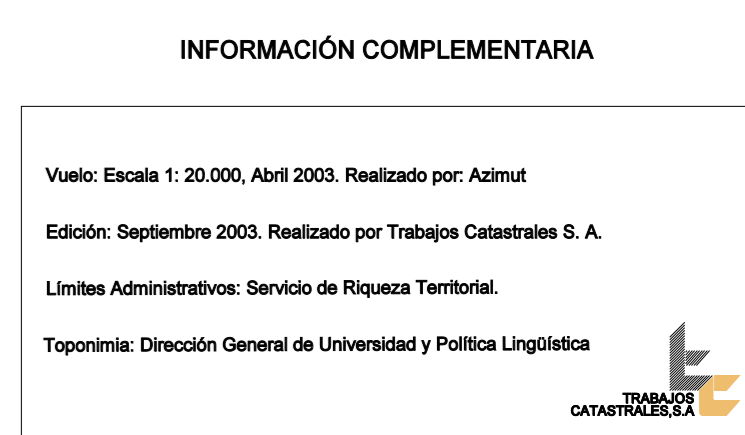 INFORMACIÓN COMPLEMENTARIA
Vuelo: Escala 1: 20.000, Abril 2003. Realizado por: Azimut
Edición: Septiembre 2003. Realizado por Trabajos Catastrales S. A.
Límites Administrativos: Servicio de Riqueza Territorial.
Toponimia: Dirección General de Universidad y Política Lingüística
TRABAJOS
CATASTRALES,S.A